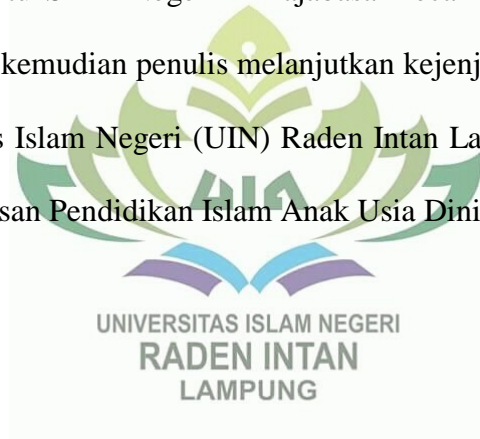 kemudian penulis melanjutkan kejenj
s Islam Negeri (UIN) Raden Intan La
san Pendidikan Islam Anak Usia Dini
UIN
UNIVERSITAS ISLAM NEGERI
RADEN INTAN
LAMPUNG